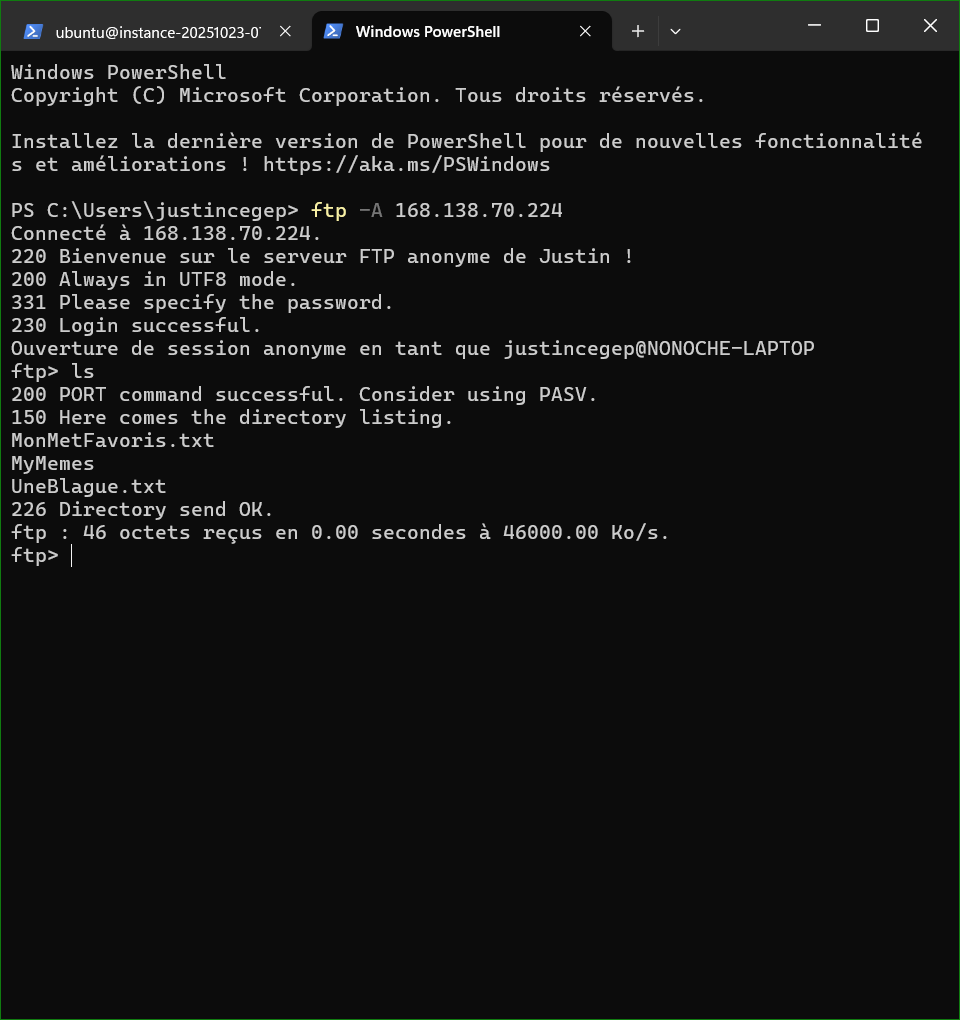 ubuntu@instance-20251023-0
Windows PowerShell
Windows PowerShell
Copyright (C) Microsoft Corporation. Tous droits réservés.
Installez la dernière version de PowerShell pour de nouvelles fonctionnalité
s et améliorations ! https://aka.ms/PSWindows
PS C:\Users\justincegep> ftp -A 168.138.70.224
Connecté à 168.138.70.224.
220 Bienvenue sur le serveur FTP anonyme de Justin !
200 Always in UTF8 mode.
331 Please specify the password.
230 Login successful.
Ouverture de session anonyme en tant que justincegep@NONOCHE-LAPTOP
ftp> ls
200 PORT command successful. Consider using PASV.
150 Here comes the directory listing.
MonMetFavoris.txt
MyMemes
UneBlague.txt
226 Directory send OK.
ftp : 46 octets reçus en 0.00 secondes à 46000.00 Ko/s.
ftp>